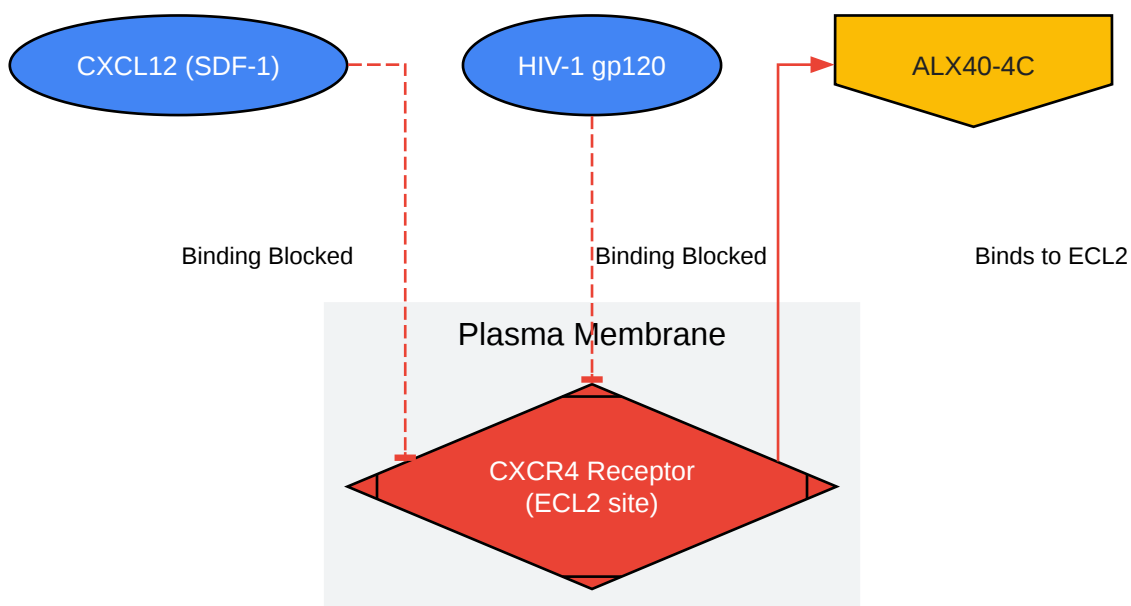 CXCL12 (SDF-1)
HIV-1 gp120
ALX40-4C
Binding Blocked
Binding Blocked
Binds to ECL2
Plasma Membrane
CXCR4 Receptor
(ECL2 site)